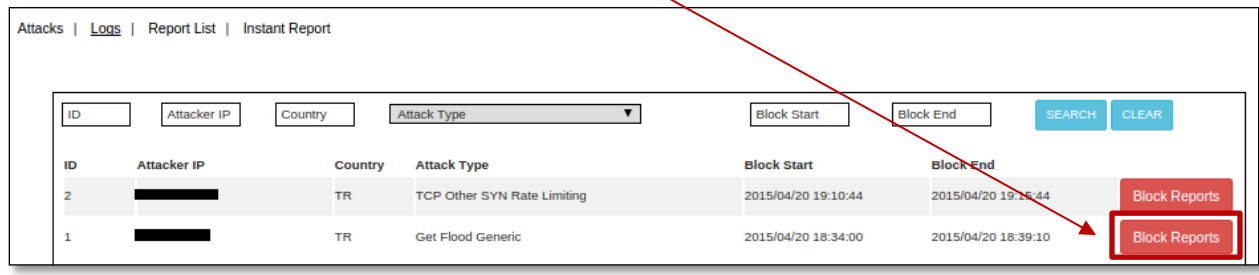 Attacks | Logs | Report List | Instant Report
ID Attacker IP Country Attack Type ▼ Block Start Block End SEARCH CLEAR
ID Attacker IP Country Attack Type Block Start Block End
2 TR TCP Other SYN Rate Limiting 2015/04/20 19:10:44 2015/04/20 19:15:44 Block Reports
1 TR Get Flood Generic 2015/04/20 18:34:00 2015/04/20 18:39:10 Block Reports